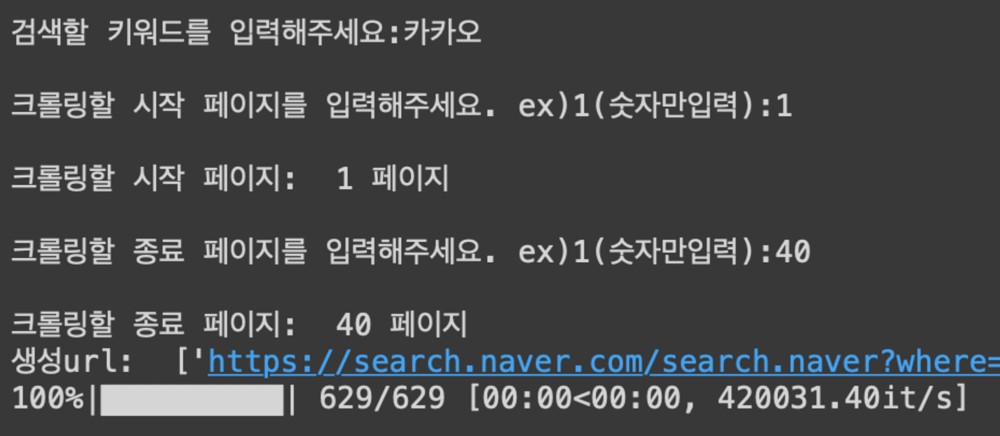 검색할 키워드를 입력해주세요:카카오
크롤링할 시작 페이지를 입력해주세요. ex)1(숫자만입력):1
크롤링할 시작 페이지:  1 페이지
크롤링할 종료 페이지를 입력해주세요. ex)1(숫자만입력):40
크롤링할 종료 페이지:  40 페이지
생성url:  ['https://search.naver.com/search.naver?where=
100%|██████████| 629/629 [00:00<00:00, 420031.40it/s]